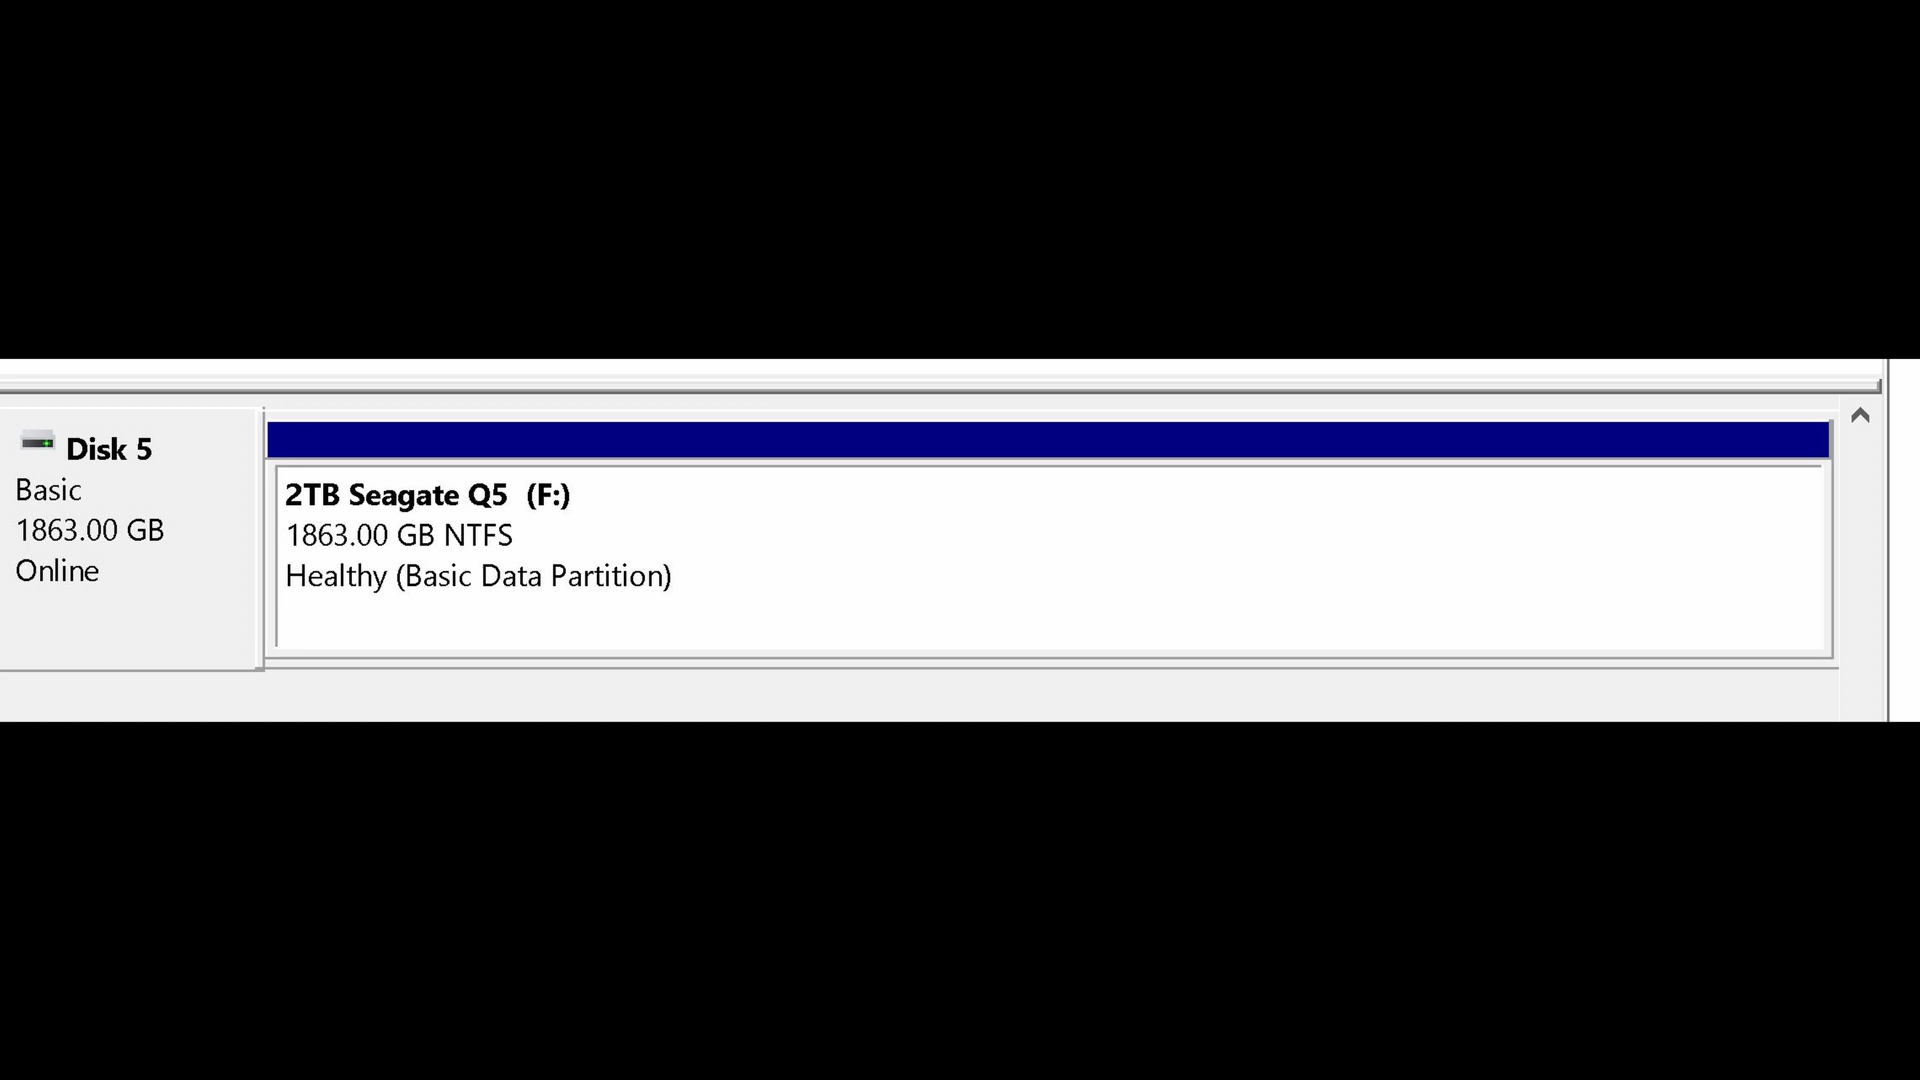 Disk 5
Basic
1863.00 GB
Online
2TB Seagate Q5 (F:)
1863.00 GB NTFS
Healthy (Basic Data Partition)